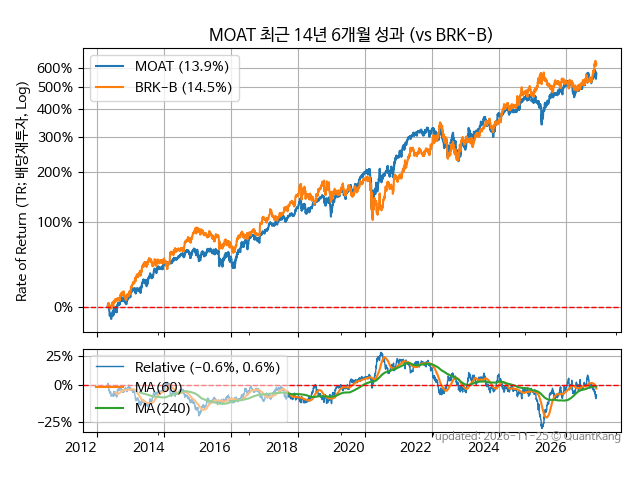 MOAT 최근 14년 6개월 성과 (vs BRK-B)
Rate of Return (TR; 배당재투자, Log)
600%
500%
400%
300%
200%
100%
0%
MOAT (13.9%)
BRK-B (14.5%)
25%
0%
−25%
Relative (−0.6%, 0.6%)
MA(60)
MA(240)
2012 2014 2016 2018 2020 2022 2024 2026
updated: 2026-11-25 © QuantKang